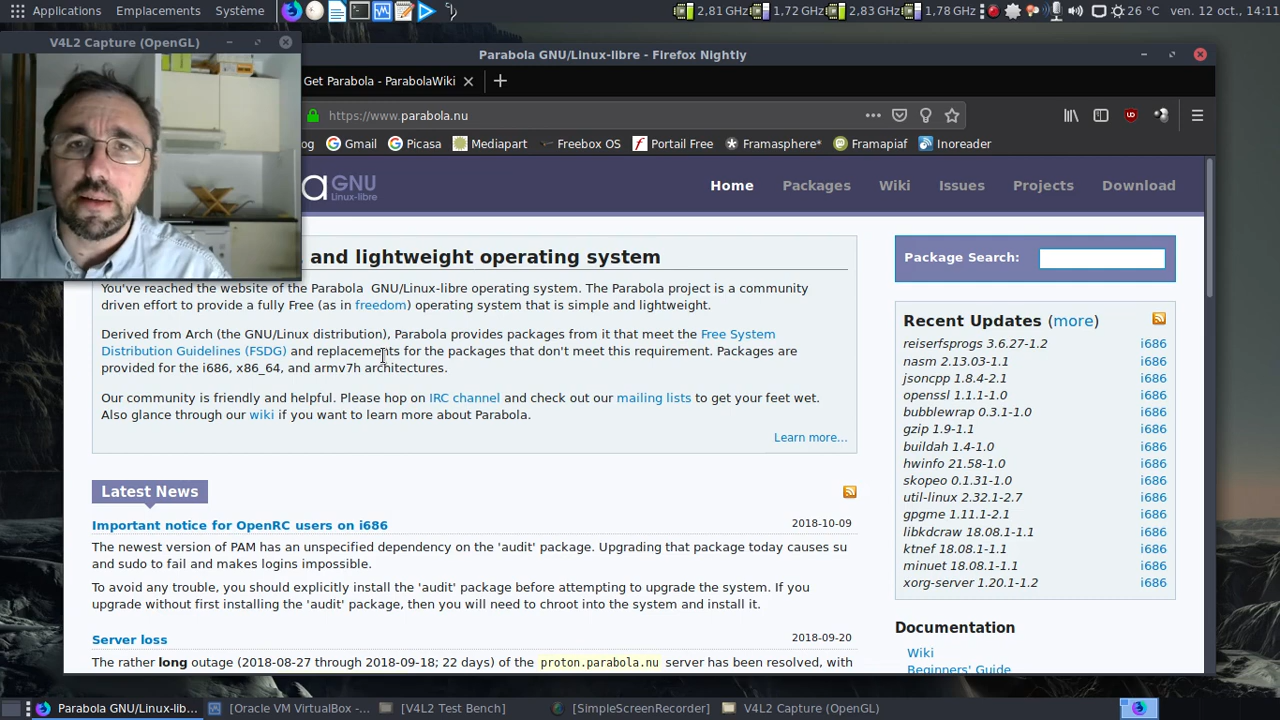 Applications Emplacements Système 2,81 GHz 1,72 GHz 2,83 GHz 1,78 GHz 26 °C ven. 12 oct., 14:11
V4L2 Capture (OpenGL)
Parabola GNU/Linux-libre - Firefox Nightly
Get Parabola - ParabolaWiki
https://www.parabola.nu
og Gmail Picasa Mediapart Freebox OS Portail Free Framasphère* Framapiaf Inoreader
a GNU
Linux-libre
Home Packages Wiki Issues Projects Download
and lightweight operating system
You've reached the website of the Parabola GNU/Linux-libre operating system. The Parabola project is a community
driven effort to provide a fully Free (as in freedom) operating system that is simple and lightweight.
Derived from Arch (the GNU/Linux distribution), Parabola provides packages from it that meet the Free System
Distribution Guidelines (FSDG) and replacements for the packages that don't meet this requirement. Packages are
provided for the i686, x86_64, and armv7h architectures.
Our community is friendly and helpful. Please hop on IRC channel and check out our mailing lists to get your feet wet.
Also glance through our wiki if you want to learn more about Parabola.
Learn more...
Latest News
Important notice for OpenRC users on i686 2018-10-09
The newest version of PAM has an unspecified dependency on the 'audit' package. Upgrading that package today causes su
and sudo to fail and makes logins impossible.
To avoid any trouble, you should explicitly install the 'audit' package before attempting to upgrade the system. If you
upgrade without first installing the 'audit' package, then you will need to chroot into the system and install it.
Server loss 2018-09-20
The rather long outage (2018-08-27 through 2018-09-18; 22 days) of the proton.parabola.nu server has been resolved, with
Package Search:
Recent Updates (more)
reiserfsprogs 3.6.27-1.2 i686
nasm 2.13.03-1.1 i686
jsoncpp 1.8.4-2.1 i686
openssl 1.1.1-1.0 i686
bubblewrap 0.3.1-1.0 i686
gzip 1.9-1.1 i686
buildah 1.4-1.0 i686
hwinfo 21.58-1.0 i686
skopeo 0.1.31-1.0 i686
util-linux 2.32.1-2.7 i686
gpgme 1.11.1-2.1 i686
libkdcraw 18.08.1-1.1 i686
ktnef 18.08.1-1.1 i686
minuet 18.08.1-1.1 i686
xorg-server 1.20.1-1.2 i686
Documentation
Wiki
Beginners' Guide
Parabola GNU/Linux-lib... [Oracle VM VirtualBox -... [V4L2 Test Bench] [SimpleScreenRecorder] V4L2 Capture (OpenGL)